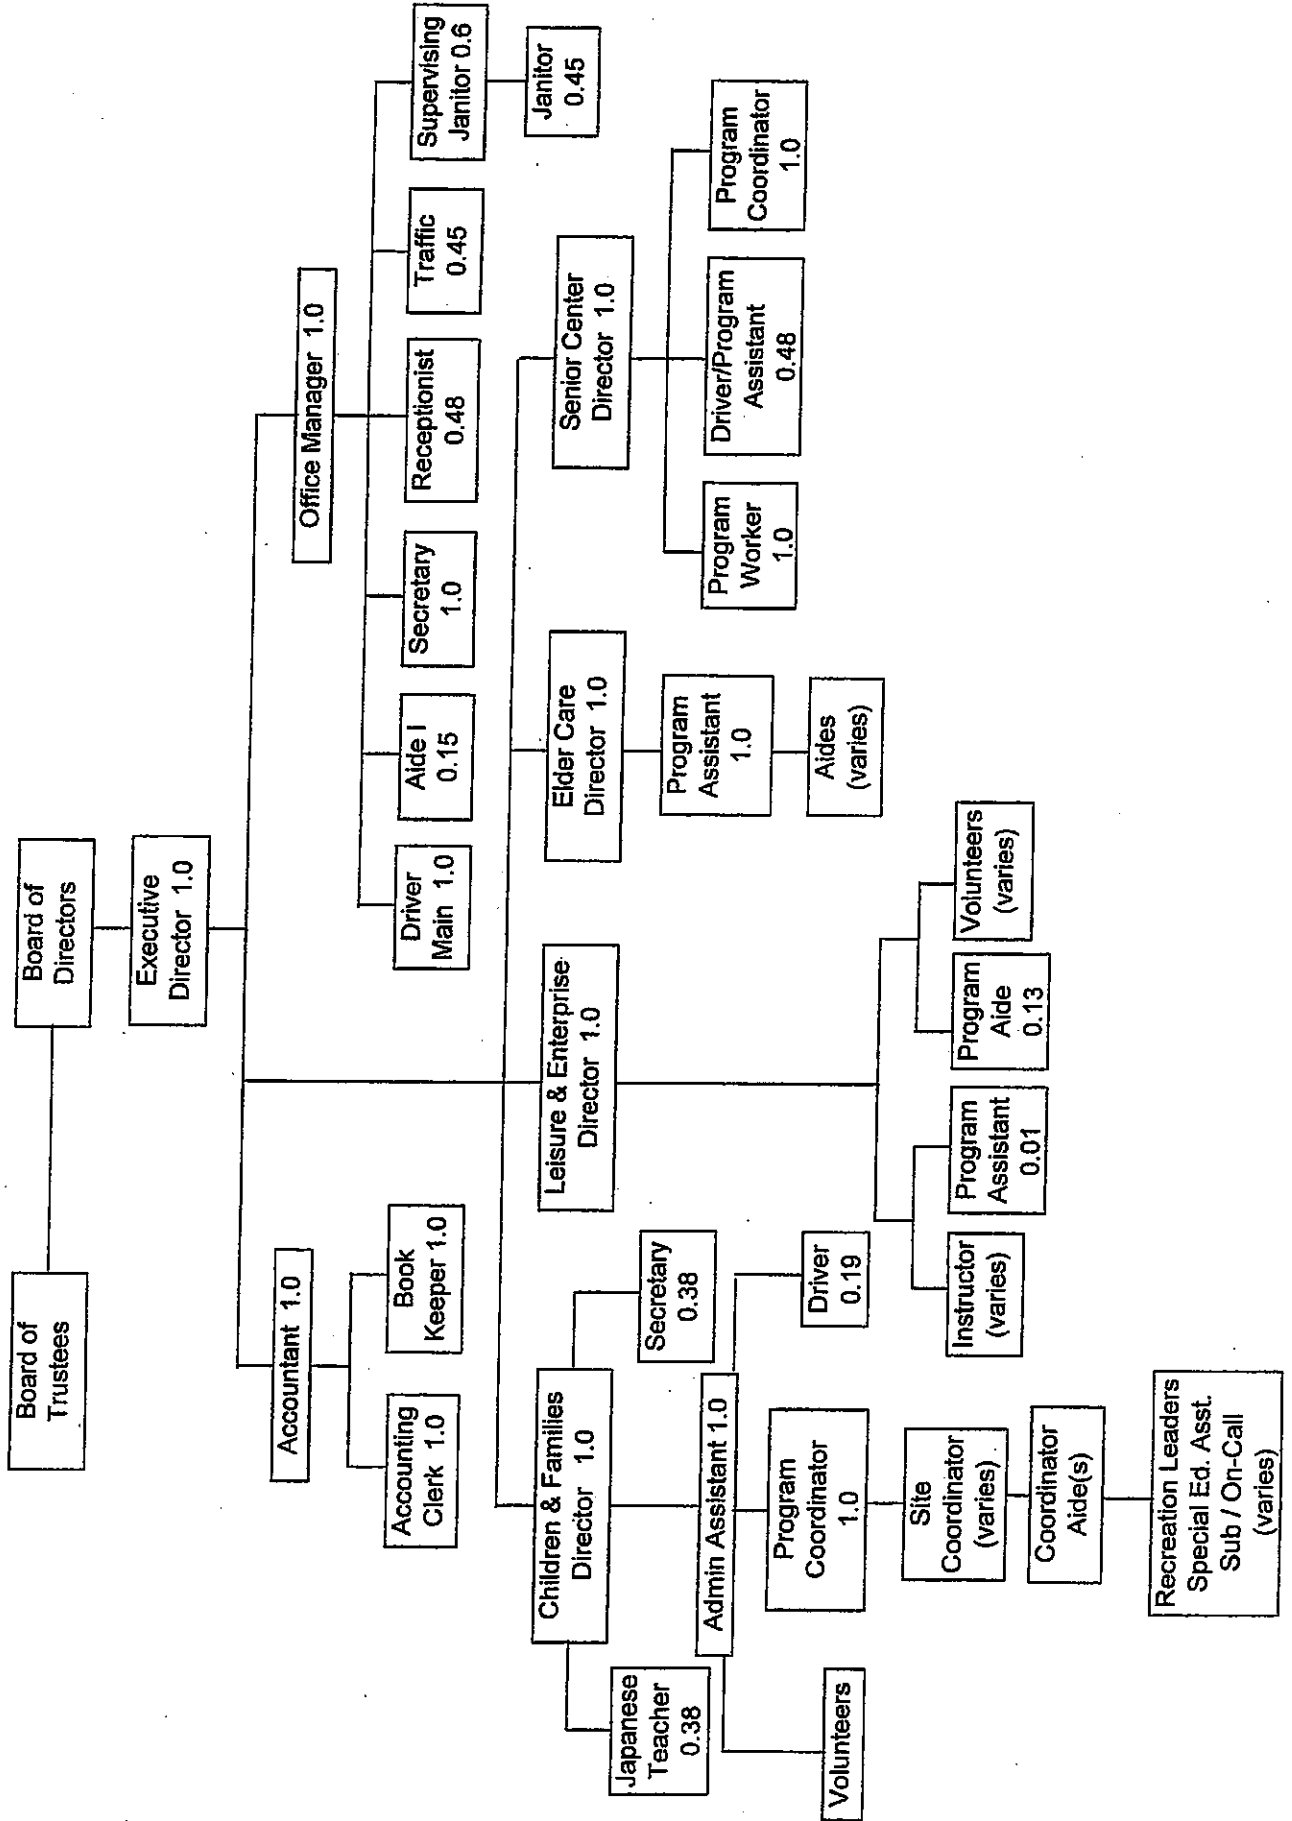 Board of
Trustees
Board of
Directors
Executive
Director 1.0
Accountant 1.0
Office Manager 1.0
Accounting
Clerk 1.0
Book
Keeper 1.0
Driver
Main 1.0
Aide I
0.15
Secretary
1.0
Receptionist
0.48
Traffic
0.45
Supervising
Janitor 0.6
Janitor
0.45
Children & Families
Director 1.0
Leisure & Enterprise
Director 1.0
Elder Care
Director 1.0
Senior Center
Director 1.0
Japanese
Teacher
0.38
Secretary
0.38
Admin Assistant 1.0
Volunteers
Program
Coordinator
1.0
Driver
0.19
Site
Coordinator
(varies)
Coordinator
Aide(s)
Recreation Leaders
Special Ed. Asst.
Sub / On-Call
(varies)
Instructor
(varies)
Program
Assistant
0.01
Program
Aide
0.13
Volunteers
(varies)
Program
Assistant
1.0
Aides
(varies)
Program
Worker
1.0
Driver/Program
Assistant
0.48
Program
Coordinator
1.0